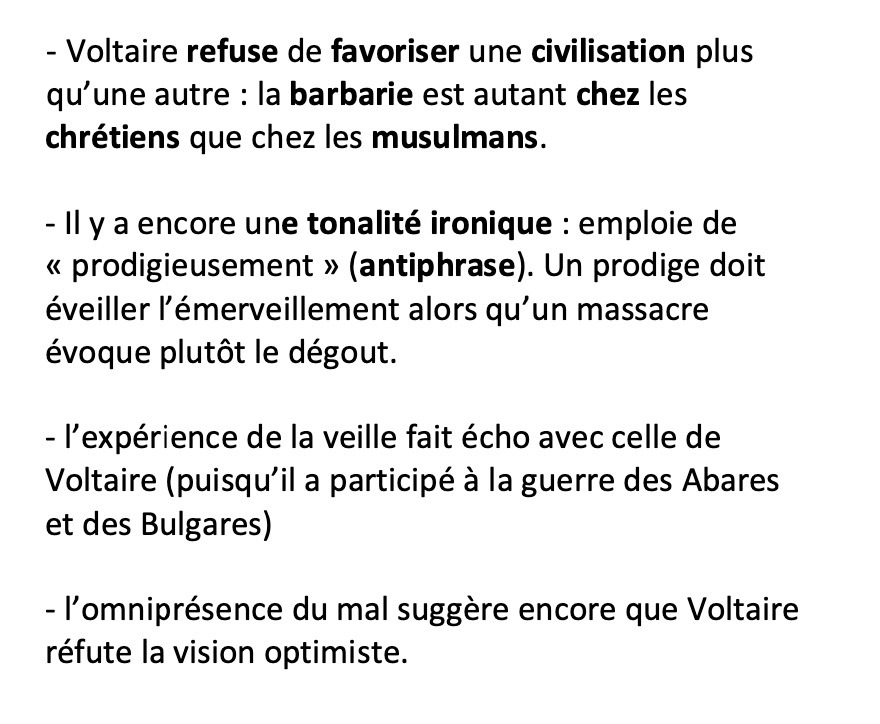 - Voltaire refuse de favoriser une civilisation plus
qu’une autre : la barbarie est autant chez les
chrétiens que chez les musulmans.
- Il y a encore une tonalité ironique : emploie de
« prodigieusement » (antiphrase). Un prodige doit
éveiller l’émerveillement alors qu’un massacre
évoque plutôt le dégout.
- l’expérience de la veille fait écho avec celle de
Voltaire (puisqu’il a participé à la guerre des Abares
et des Bulgares)
- l’omniprésence du mal suggère encore que Voltaire
réfute la vision optimiste.